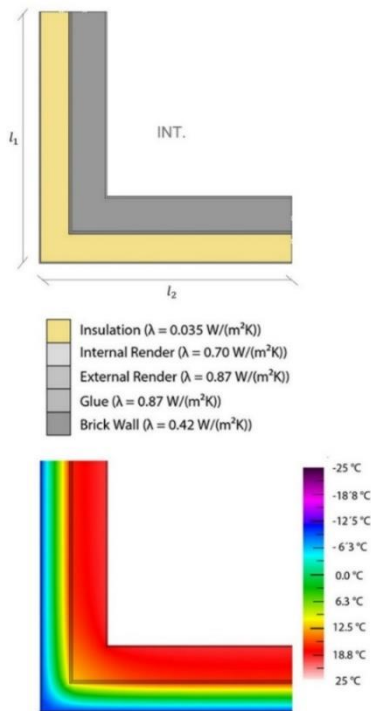 l₁
INT.
l₂
Insulation (λ = 0.035 W/(m²K))
Internal Render (λ = 0.70 W/(m²K))
External Render (λ = 0.87 W/(m²K))
Glue (λ = 0.87 W/(m²K))
Brick Wall (λ = 0.42 W/(m²K))
-25 °C
-18'8 °C
-12'5 °C
-6'3 °C
0.0 °C
6.3 °C
12.5 °C
18.8 °C
25 °C